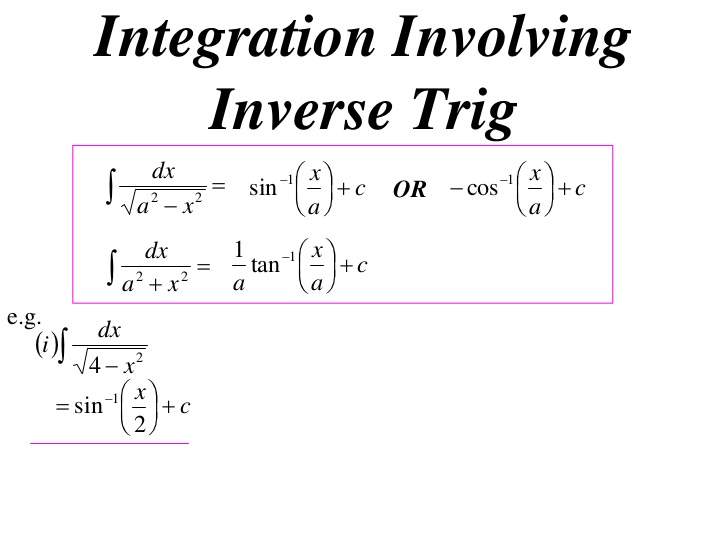 Integration Involving
Inverse Trig
∫ dx/√(a² − x²) = sin⁻¹(x/a) + c OR − cos⁻¹(x/a) + c
∫ dx/(a² + x²) = 1/a tan⁻¹(x/a) + c
e.g.
(i)∫ dx/√(4 − x²)
= sin⁻¹(x/2) + c